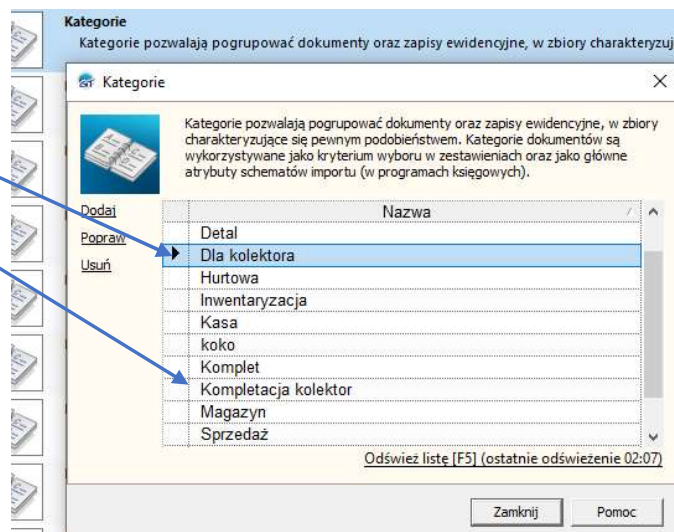 Kategorie
Kategorie pozwalają pogrupować dokumenty oraz zapisy ewidencyjne, w zbiory charakteryzuj
Kategorie
Kategorie pozwalają pogrupować dokumenty oraz zapisy ewidencyjne, w zbiory
charakteryzujące się pewnym podobieństwem. Kategorie dokumentów są
wykorzystywane jako kryterium wyboru w zestawieniach oraz jako główne
atrybuty schematów importu (w programach księgowych).
Dodaj
Popraw
Usuń
Nazwa
Detal
Dla kolektora
Hurtowa
Inwentaryzacja
Kasa
koko
Komplet
Kompletacja kolektor
Magazyn
Sprzedaż
Odśwież listę [F5] (ostatnie odświeżenie 02:07)
Zamknij
Pomoc